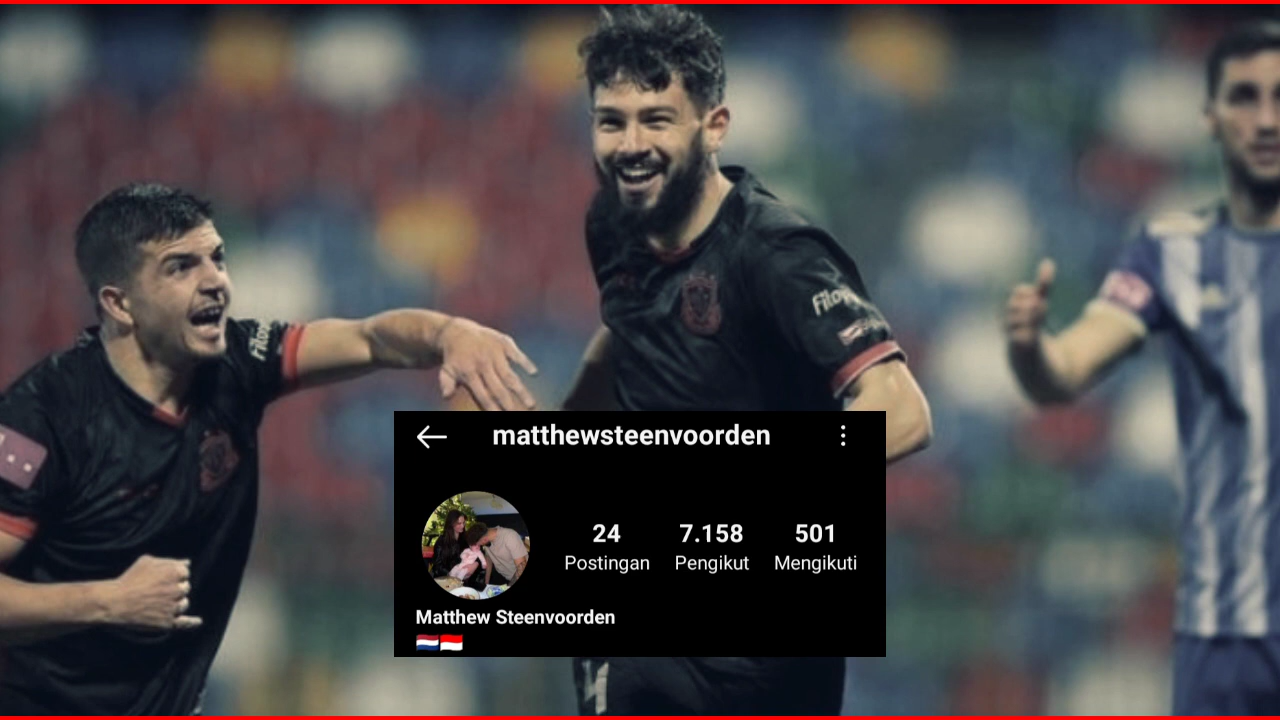 matthewsteenvoorden
24 7.158 501
Postingan Pengikut Mengikuti
Matthew Steenvoorden
🇳🇱🇮🇩